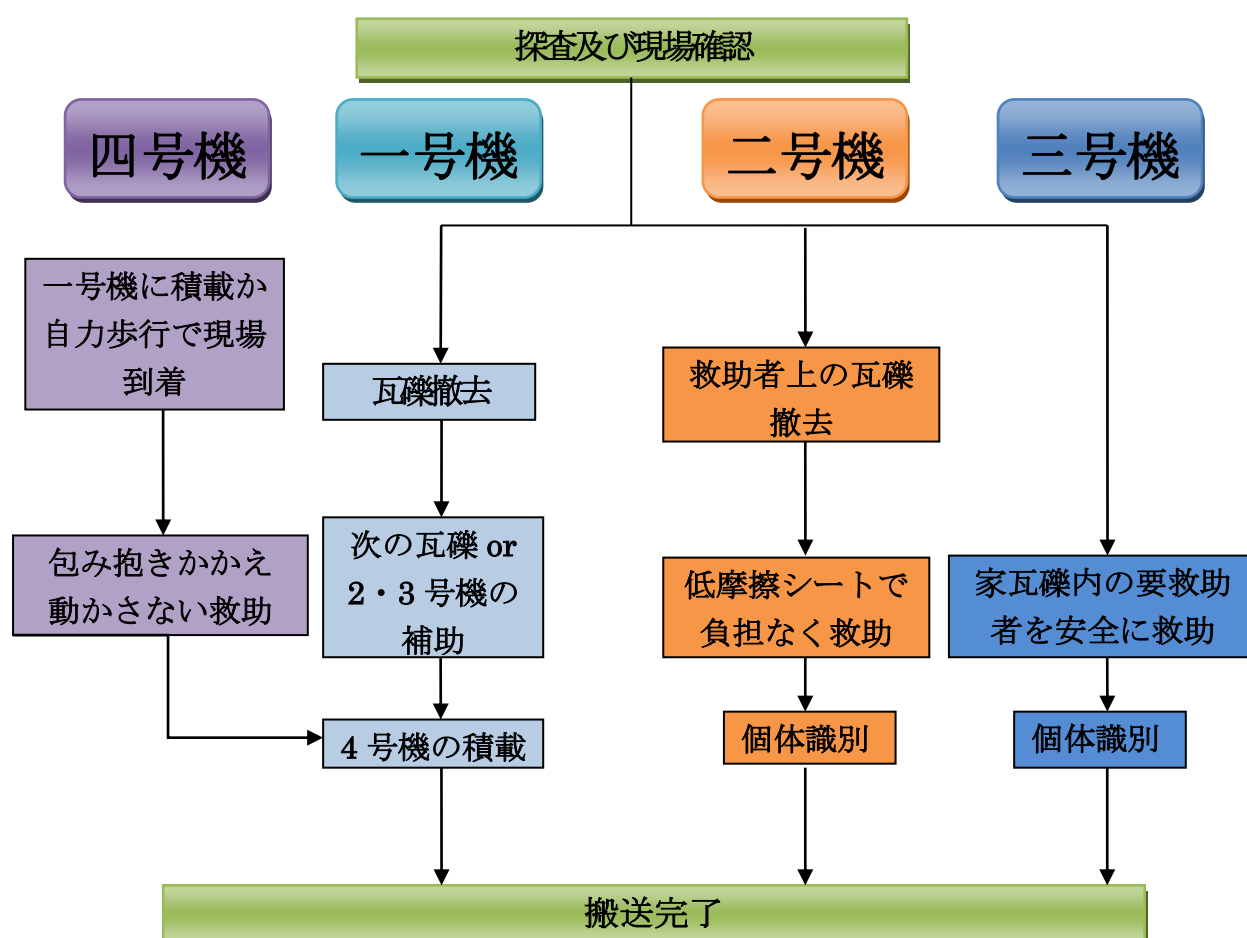 探査及び現場確認
四号機
一号機
二号機
三号機
一号機に積載か
自力歩行で現場
到着
瓦礫撤去
救助者上の瓦礫
撤去
包み抱きかかえ
動かさない救助
次の瓦礫 or
2・3 号機の
補助
低摩擦シートで
負担なく救助
家瓦礫内の要救助
者を安全に救助
4 号機の積載
個体識別
個体識別
搬送完了